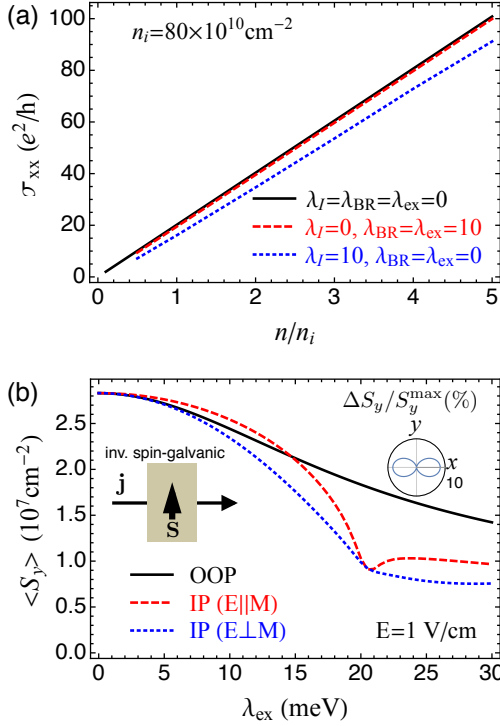 (a)
n_i=80×10^10cm^-2
𝒯_xx (e^2/h)
100
80
60
40
20
0
λ_I=λ_BR=λ_ex=0
λ_I=0, λ_BR=λ_ex=10
λ_I=10, λ_BR=λ_ex=0
0 1 2 3 4 5
n/n_i
(b)
ΔS_y/S_y^max(%)
y
x
10
inv. spin-galvanic
j
S
<S_y> (10^7cm^-2)
2.5
2.0
1.5
1.0
0.5
0.0
OOP
IP (E||M)
IP (E⊥M)
E=1 V/cm
0 5 10 15 20 25 30
λ_ex (meV)